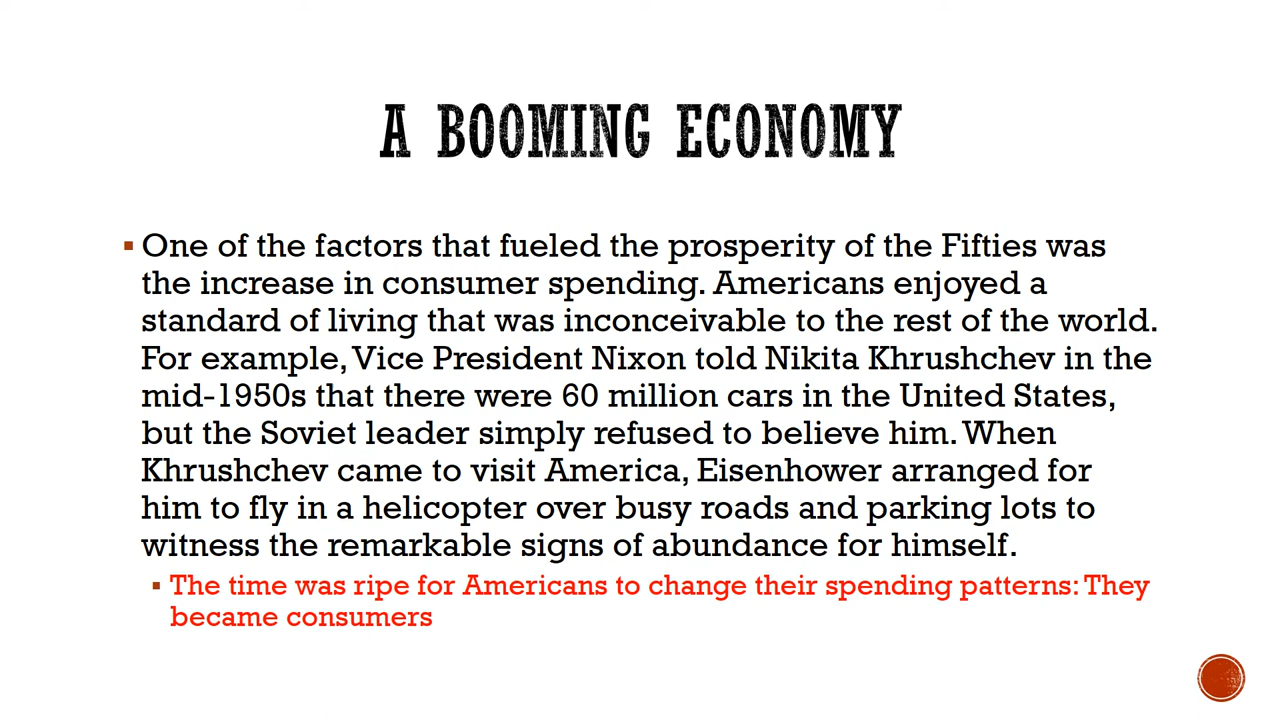 A BOOMING ECONOMY
▪ One of the factors that fueled the prosperity of the Fifties was
the increase in consumer spending. Americans enjoyed a
standard of living that was inconceivable to the rest of the world.
For example, Vice President Nixon told Nikita Khrushchev in the
mid-1950s that there were 60 million cars in the United States,
but the Soviet leader simply refused to believe him. When
Khrushchev came to visit America, Eisenhower arranged for
him to fly in a helicopter over busy roads and parking lots to
witness the remarkable signs of abundance for himself.
▪ The time was ripe for Americans to change their spending patterns: They
became consumers